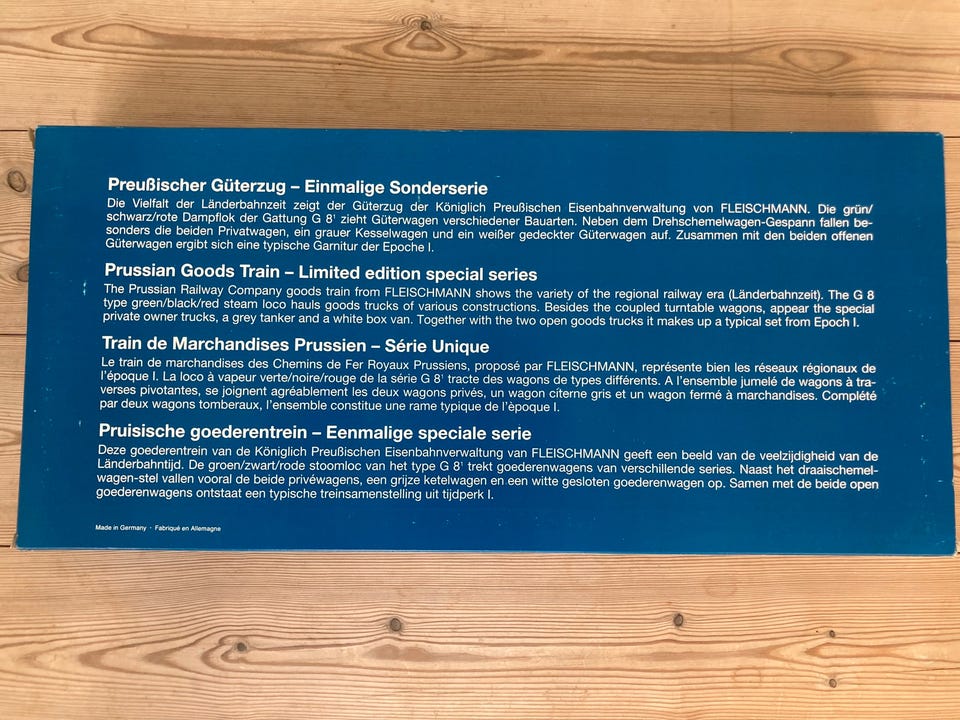 Preußischer Güterzug – Einmalige Sonderserie
Die Vielfalt der Länderbahnzeit zeigt der Güterzug der Königlich Preußischen Eisenbahnverwaltung von FLEISCHMANN. Die grün/
schwarz/rote Dampflok der Gattung G 8¹ zieht Güterwagen verschiedener Bauarten. Neben dem Drehschemelwagen-Gespann fallen be-
sonders die beiden Privatwagen, ein grauer Kesselwagen und ein weißer gedeckter Güterwagen auf. Zusammen mit den beiden offenen
Güterwagen ergibt sich eine typische Garnitur der Epoche I.
Prussian Goods Train – Limited edition special series
The Prussian Railway Company goods train from FLEISCHMANN shows the variety of the regional railway era (Länderbahnzeit). The G 8
type green/black/red steam loco hauls goods trucks of various constructions. Besides the coupled turntable wagons, appear the special
private owner trucks, a grey tanker and a white box van. Together with the two open goods trucks it makes up a typical set from Epoch I.
Train de Marchandises Prussien – Série Unique
Le train de marchandises des Chemins de Fer Royaux Prussiens, proposé par FLEISCHMANN, représente bien les réseaux régionaux de
l'époque I. La loco à vapeur verte/noire/rouge de la série G 8¹ tracte des wagons de types différents. A l'ensemble jumelé de wagons à tra-
verses pivotantes, se joignent agréablement les deux wagons privés, un wagon cíterne gris et un wagon fermé à marchandises. Complété
par deux wagons tombereaux, l'ensemble constitue une rame typique de l'èpoque I.
Pruisische goederentrein – Eenmalige speciale serie
Deze goederentrein van de Königlich Preußischen Eisenbahnverwaltung van FLEISCHMANN geeft een beeld van de veelzijdigheid van de
Länderbahntijd. De groen/zwart/rode stoomloc van het type G 8¹ trekt goederenwagens van verschillende series. Naast het draaischemel-
wagen-stel vallen vooral de beide privéwagens, een grijze ketelwagen en een witte gesloten goederenwagen op. Samen met de beide open
goederenwagens ontstaat een typische treinsamenstelling uit tijdperk I.
Made in Germany · Fabriqué en Allemagne